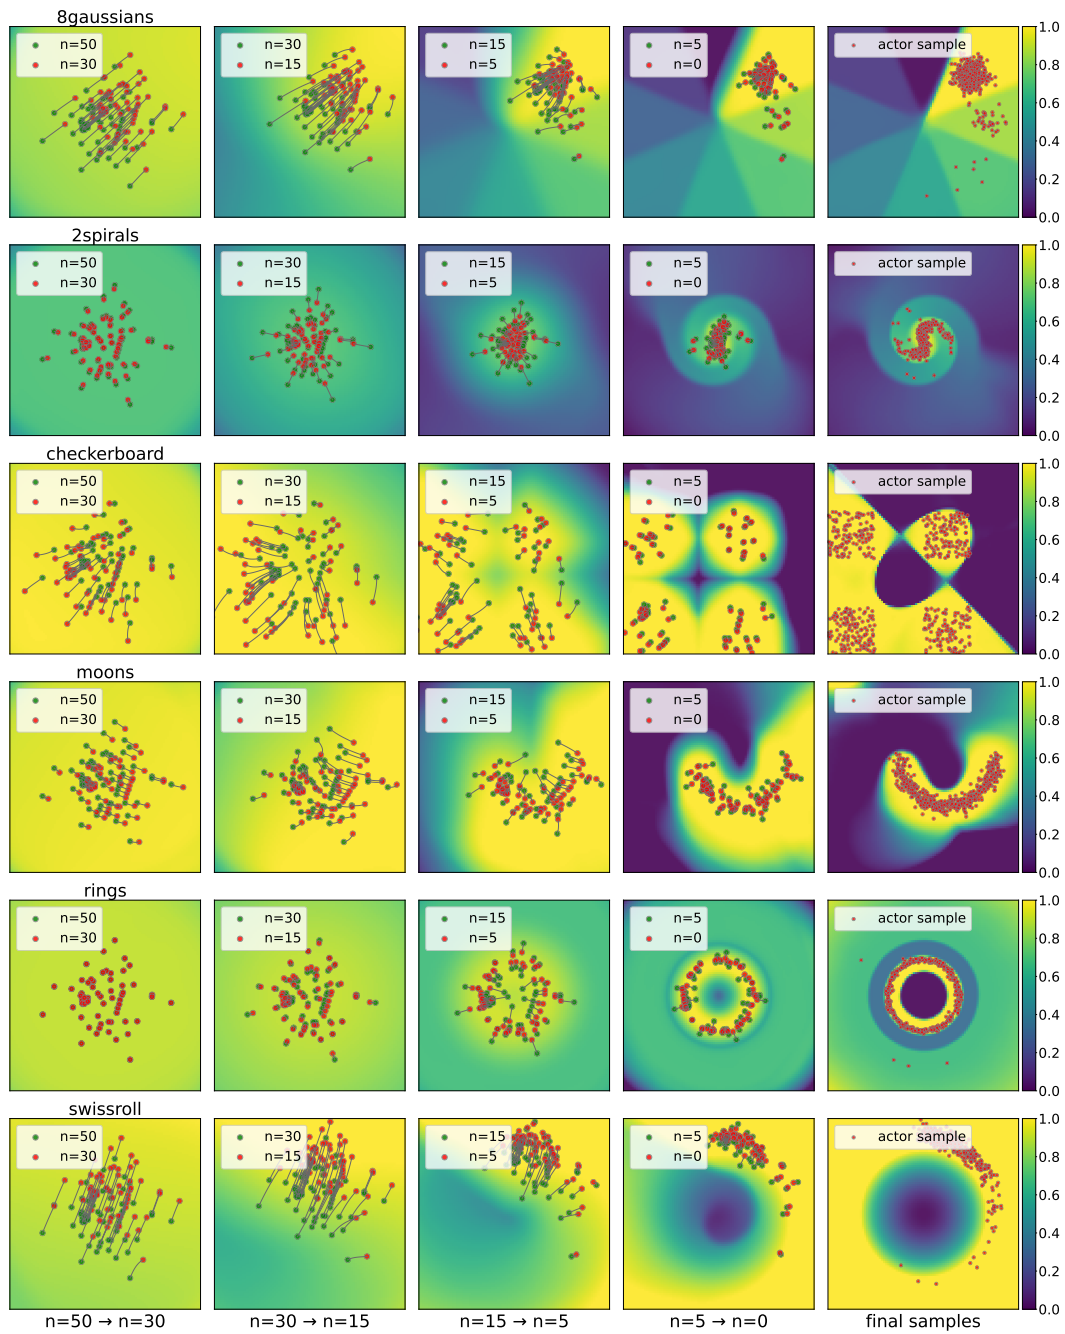 8gaussians
n=50
n=30
n=30
n=15
n=15
n=5
n=5
n=0
actor sample
1.0
0.8
0.6
0.4
0.2
0.0
2spirals
n=50
n=30
n=30
n=15
n=15
n=5
n=5
n=0
actor sample
1.0
0.8
0.6
0.4
0.2
0.0
checkerboard
n=50
n=30
n=30
n=15
n=15
n=5
n=5
n=0
actor sample
1.0
0.8
0.6
0.4
0.2
0.0
moons
n=50
n=30
n=30
n=15
n=15
n=5
n=5
n=0
actor sample
1.0
0.8
0.6
0.4
0.2
0.0
rings
n=50
n=30
n=30
n=15
n=15
n=5
n=5
n=0
actor sample
1.0
0.8
0.6
0.4
0.2
0.0
swissroll
n=50
n=30
n=30
n=15
n=15
n=5
n=5
n=0
actor sample
1.0
0.8
0.6
0.4
0.2
0.0
n=50 → n=30
n=30 → n=15
n=15 → n=5
n=5 → n=0
final samples